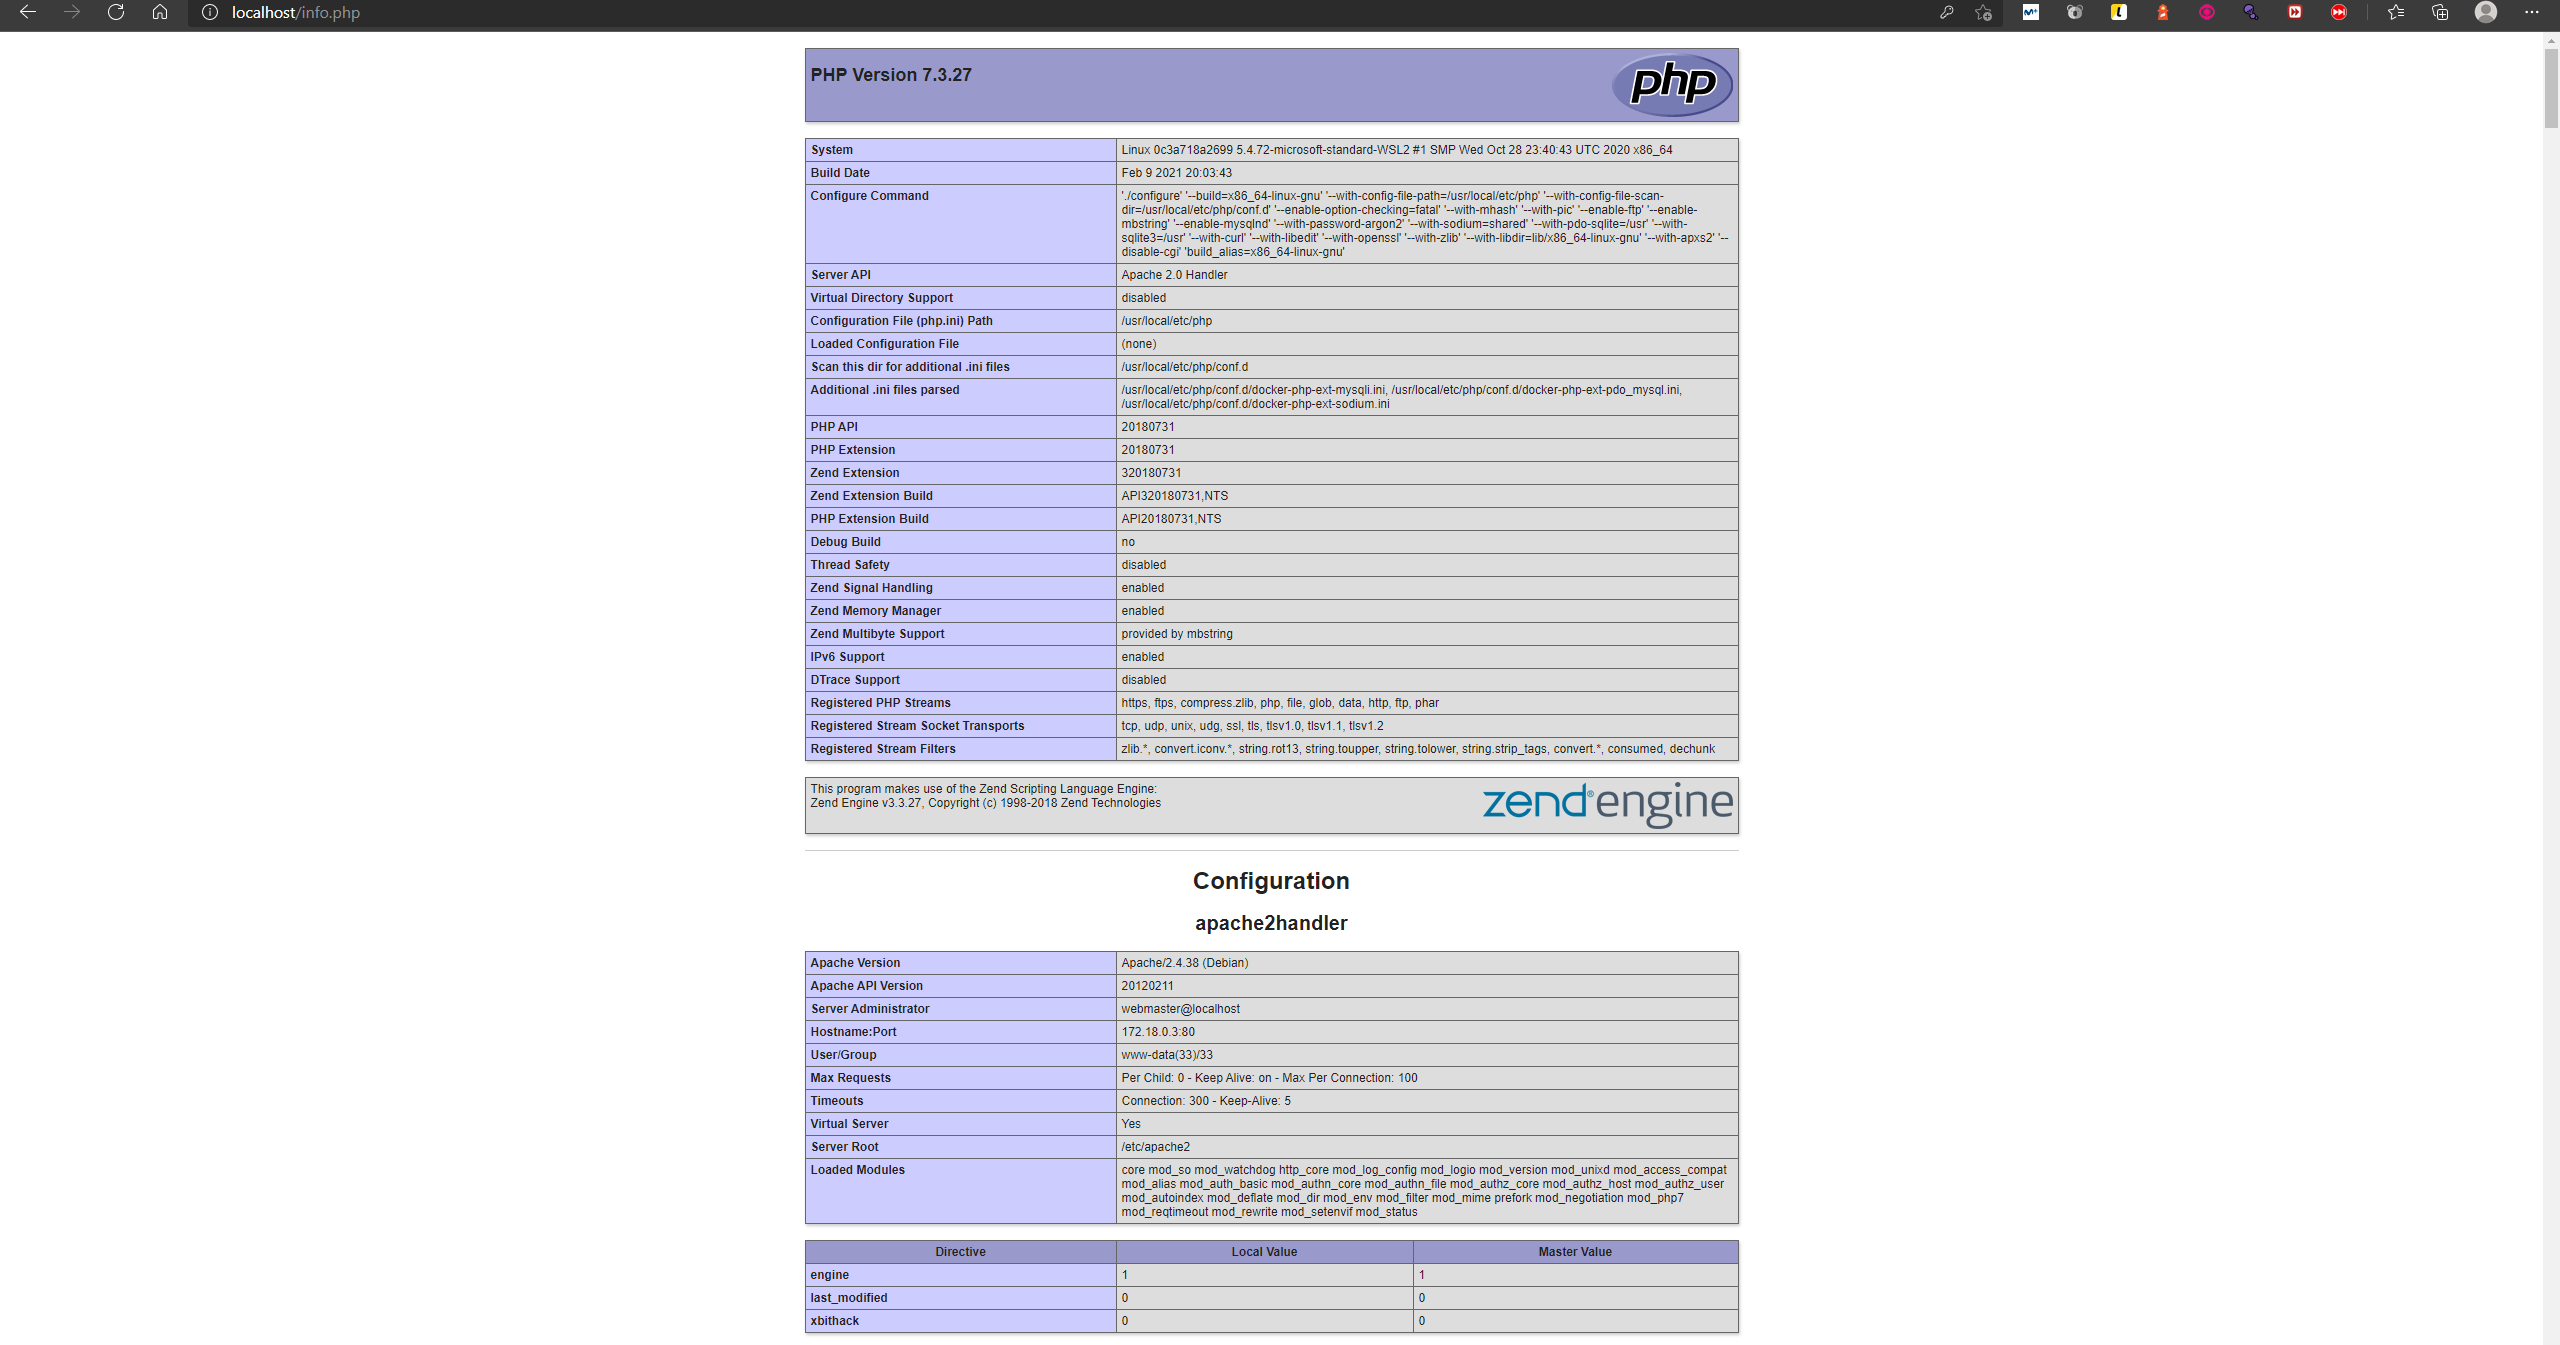 localhost/info.php
PHP Version 7.3.27
php
System Linux 0c3a718a2699 5.4.72-microsoft-standard-WSL2 #1 SMP Wed Oct 28 23:40:43 UTC 2020 x86_64
Build Date Feb 9 2021 20:03:43
Configure Command './configure' '--build=x86_64-linux-gnu' '--with-config-file-path=/usr/local/etc/php' '--with-config-file-scan-
dir=/usr/local/etc/php/conf.d' '--enable-option-checking=fatal' '--with-mhash' '--with-pic' '--enable-ftp' '--enable-
mbstring' '--enable-mysqlnd' '--with-password-argon2' '--with-sodium=shared' '--with-pdo-sqlite=/usr' '--with-
sqlite3=/usr' '--with-curl' '--with-libedit' '--with-openssl' '--with-zlib' '--with-libdir=lib/x86_64-linux-gnu' '--with-apxs2' '--
disable-cgi' 'build_alias=x86_64-linux-gnu'
Server API Apache 2.0 Handler
Virtual Directory Support disabled
Configuration File (php.ini) Path /usr/local/etc/php
Loaded Configuration File (none)
Scan this dir for additional .ini files /usr/local/etc/php/conf.d
Additional .ini files parsed /usr/local/etc/php/conf.d/docker-php-ext-mysqli.ini, /usr/local/etc/php/conf.d/docker-php-ext-pdo_mysql.ini,
/usr/local/etc/php/conf.d/docker-php-ext-sodium.ini
PHP API 20180731
PHP Extension 20180731
Zend Extension 320180731
Zend Extension Build API320180731,NTS
PHP Extension Build API20180731,NTS
Debug Build no
Thread Safety disabled
Zend Signal Handling enabled
Zend Memory Manager enabled
Zend Multibyte Support provided by mbstring
IPv6 Support enabled
DTrace Support disabled
Registered PHP Streams https, ftps, compress.zlib, php, file, glob, data, http, ftp, phar
Registered Stream Socket Transports tcp, udp, unix, udg, ssl, tls, tlsv1.0, tlsv1.1, tlsv1.2
Registered Stream Filters zlib.*, convert.iconv.*, string.rot13, string.toupper, string.tolower, string.strip_tags, convert.*, consumed, dechunk
This program makes use of the Zend Scripting Language Engine:
Zend Engine v3.3.27, Copyright (c) 1998-2018 Zend Technologies
zend® engine
Configuration
apache2handler
Apache Version Apache/2.4.38 (Debian)
Apache API Version 20120211
Server Administrator webmaster@localhost
Hostname:Port 172.18.0.3:80
User/Group www-data(33)/33
Max Requests Per Child: 0 - Keep Alive: on - Max Per Connection: 100
Timeouts Connection: 300 - Keep-Alive: 5
Virtual Server Yes
Server Root /etc/apache2
Loaded Modules core mod_so mod_watchdog http_core mod_log_config mod_logio mod_version mod_unixd mod_access_compat
mod_alias mod_auth_basic mod_authn_core mod_authn_file mod_authz_core mod_authz_host mod_authz_user
mod_autoindex mod_deflate mod_dir mod_env mod_filter mod_mime prefork mod_negotiation mod_php7
mod_reqtimeout mod_rewrite mod_setenvif mod_status
Directive Local Value Master Value
engine 1 1
last_modified 0 0
xbithack 0 0